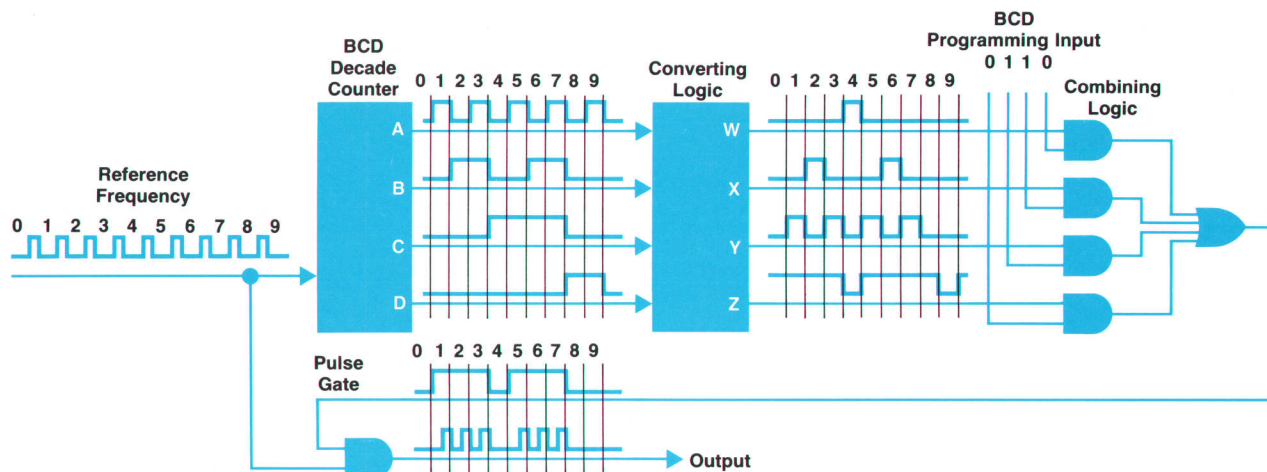 BCD
Programming Input
0 1 1 0
BCD
Decade
Counter
0 1 2 3 4 5 6 7 8 9
Converting
Logic
0 1 2 3 4 5 6 7 8 9
Combining
Logic
A
W
Reference
Frequency
B
X
0 1 2 3 4 5 6 7 8 9
C
Y
D
Z
Pulse
Gate
0 1 2 3 4 5 6 7 8 9
Output